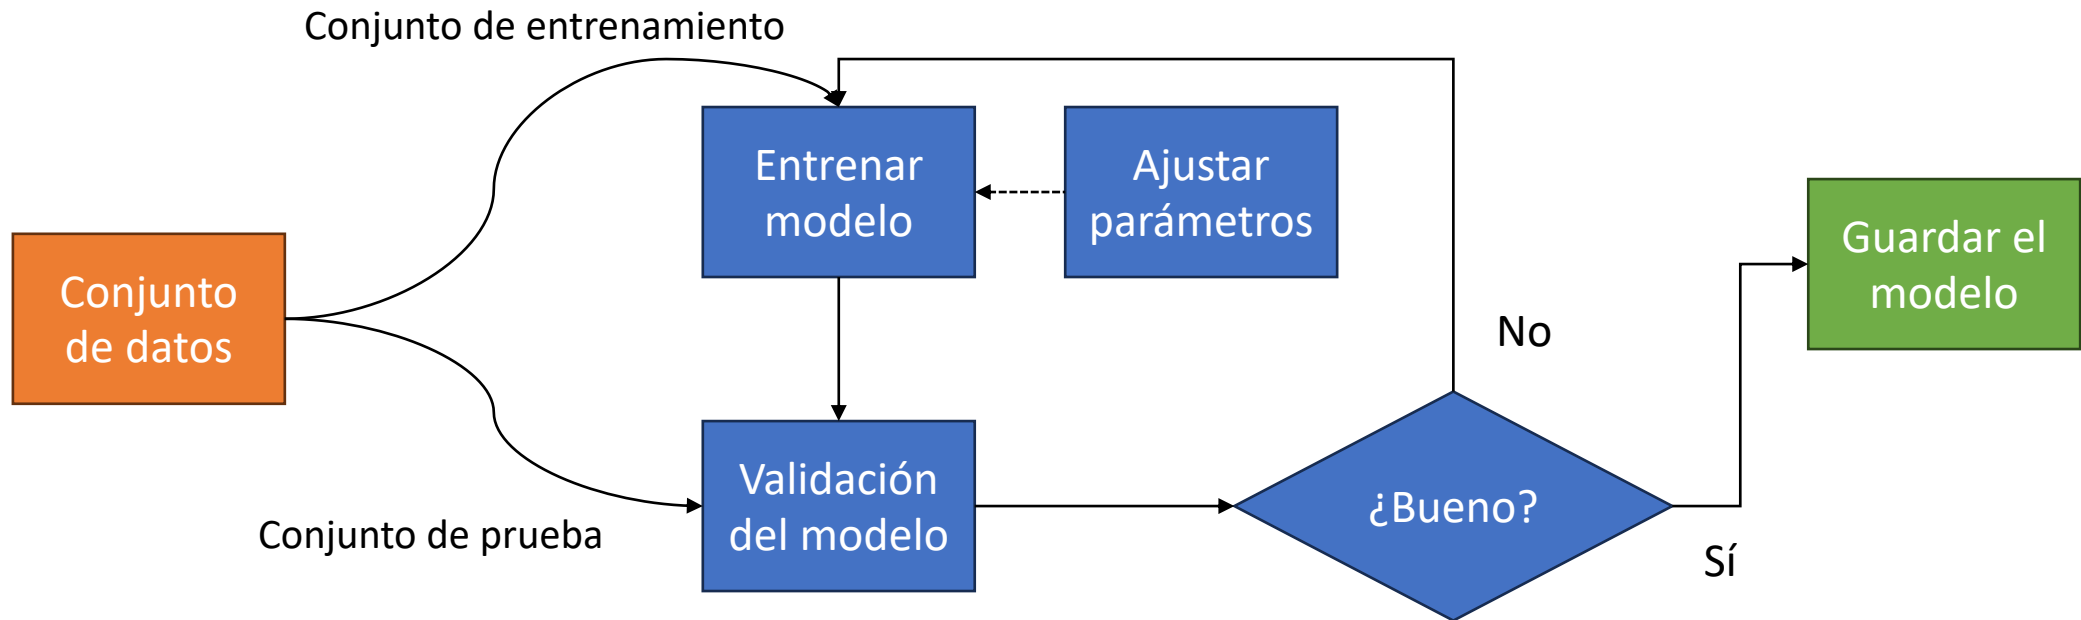 Conjunto de entrenamiento
Entrenar
modelo
Ajustar
parámetros
Guardar el
modelo
Conjunto
de datos
No
Validación
del modelo
¿Bueno?
Conjunto de prueba
Sí